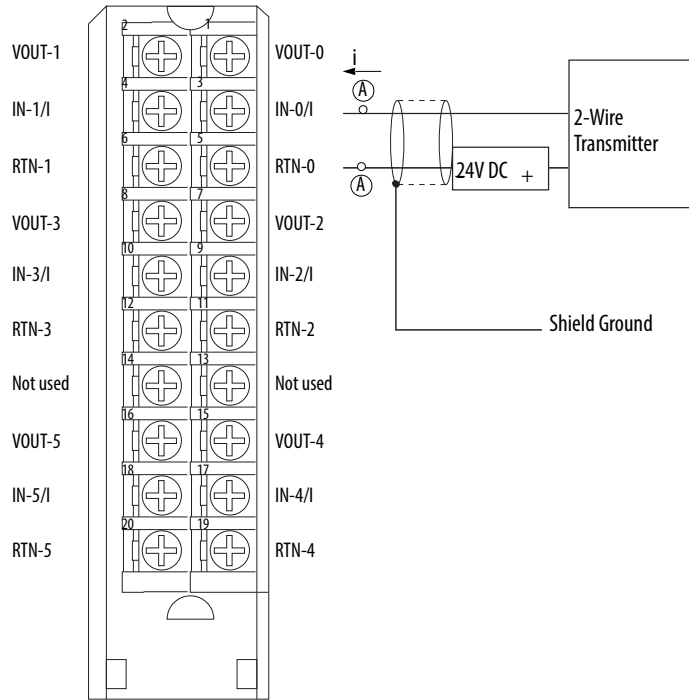 2 1
VOUT-1 VOUT-0
i
A
4 3
IN-1/I IN-0/I
2-Wire
Transmitter
6 5
RTN-1 RTN-0
24V DC +
A
8 7
VOUT-3 VOUT-2
10 9
IN-3/I IN-2/I
12 11
RTN-3 RTN-2
Shield Ground
14 13
Not used Not used
16 15
VOUT-5 VOUT-4
18 17
IN-5/I IN-4/I
20 19
RTN-5 RTN-4